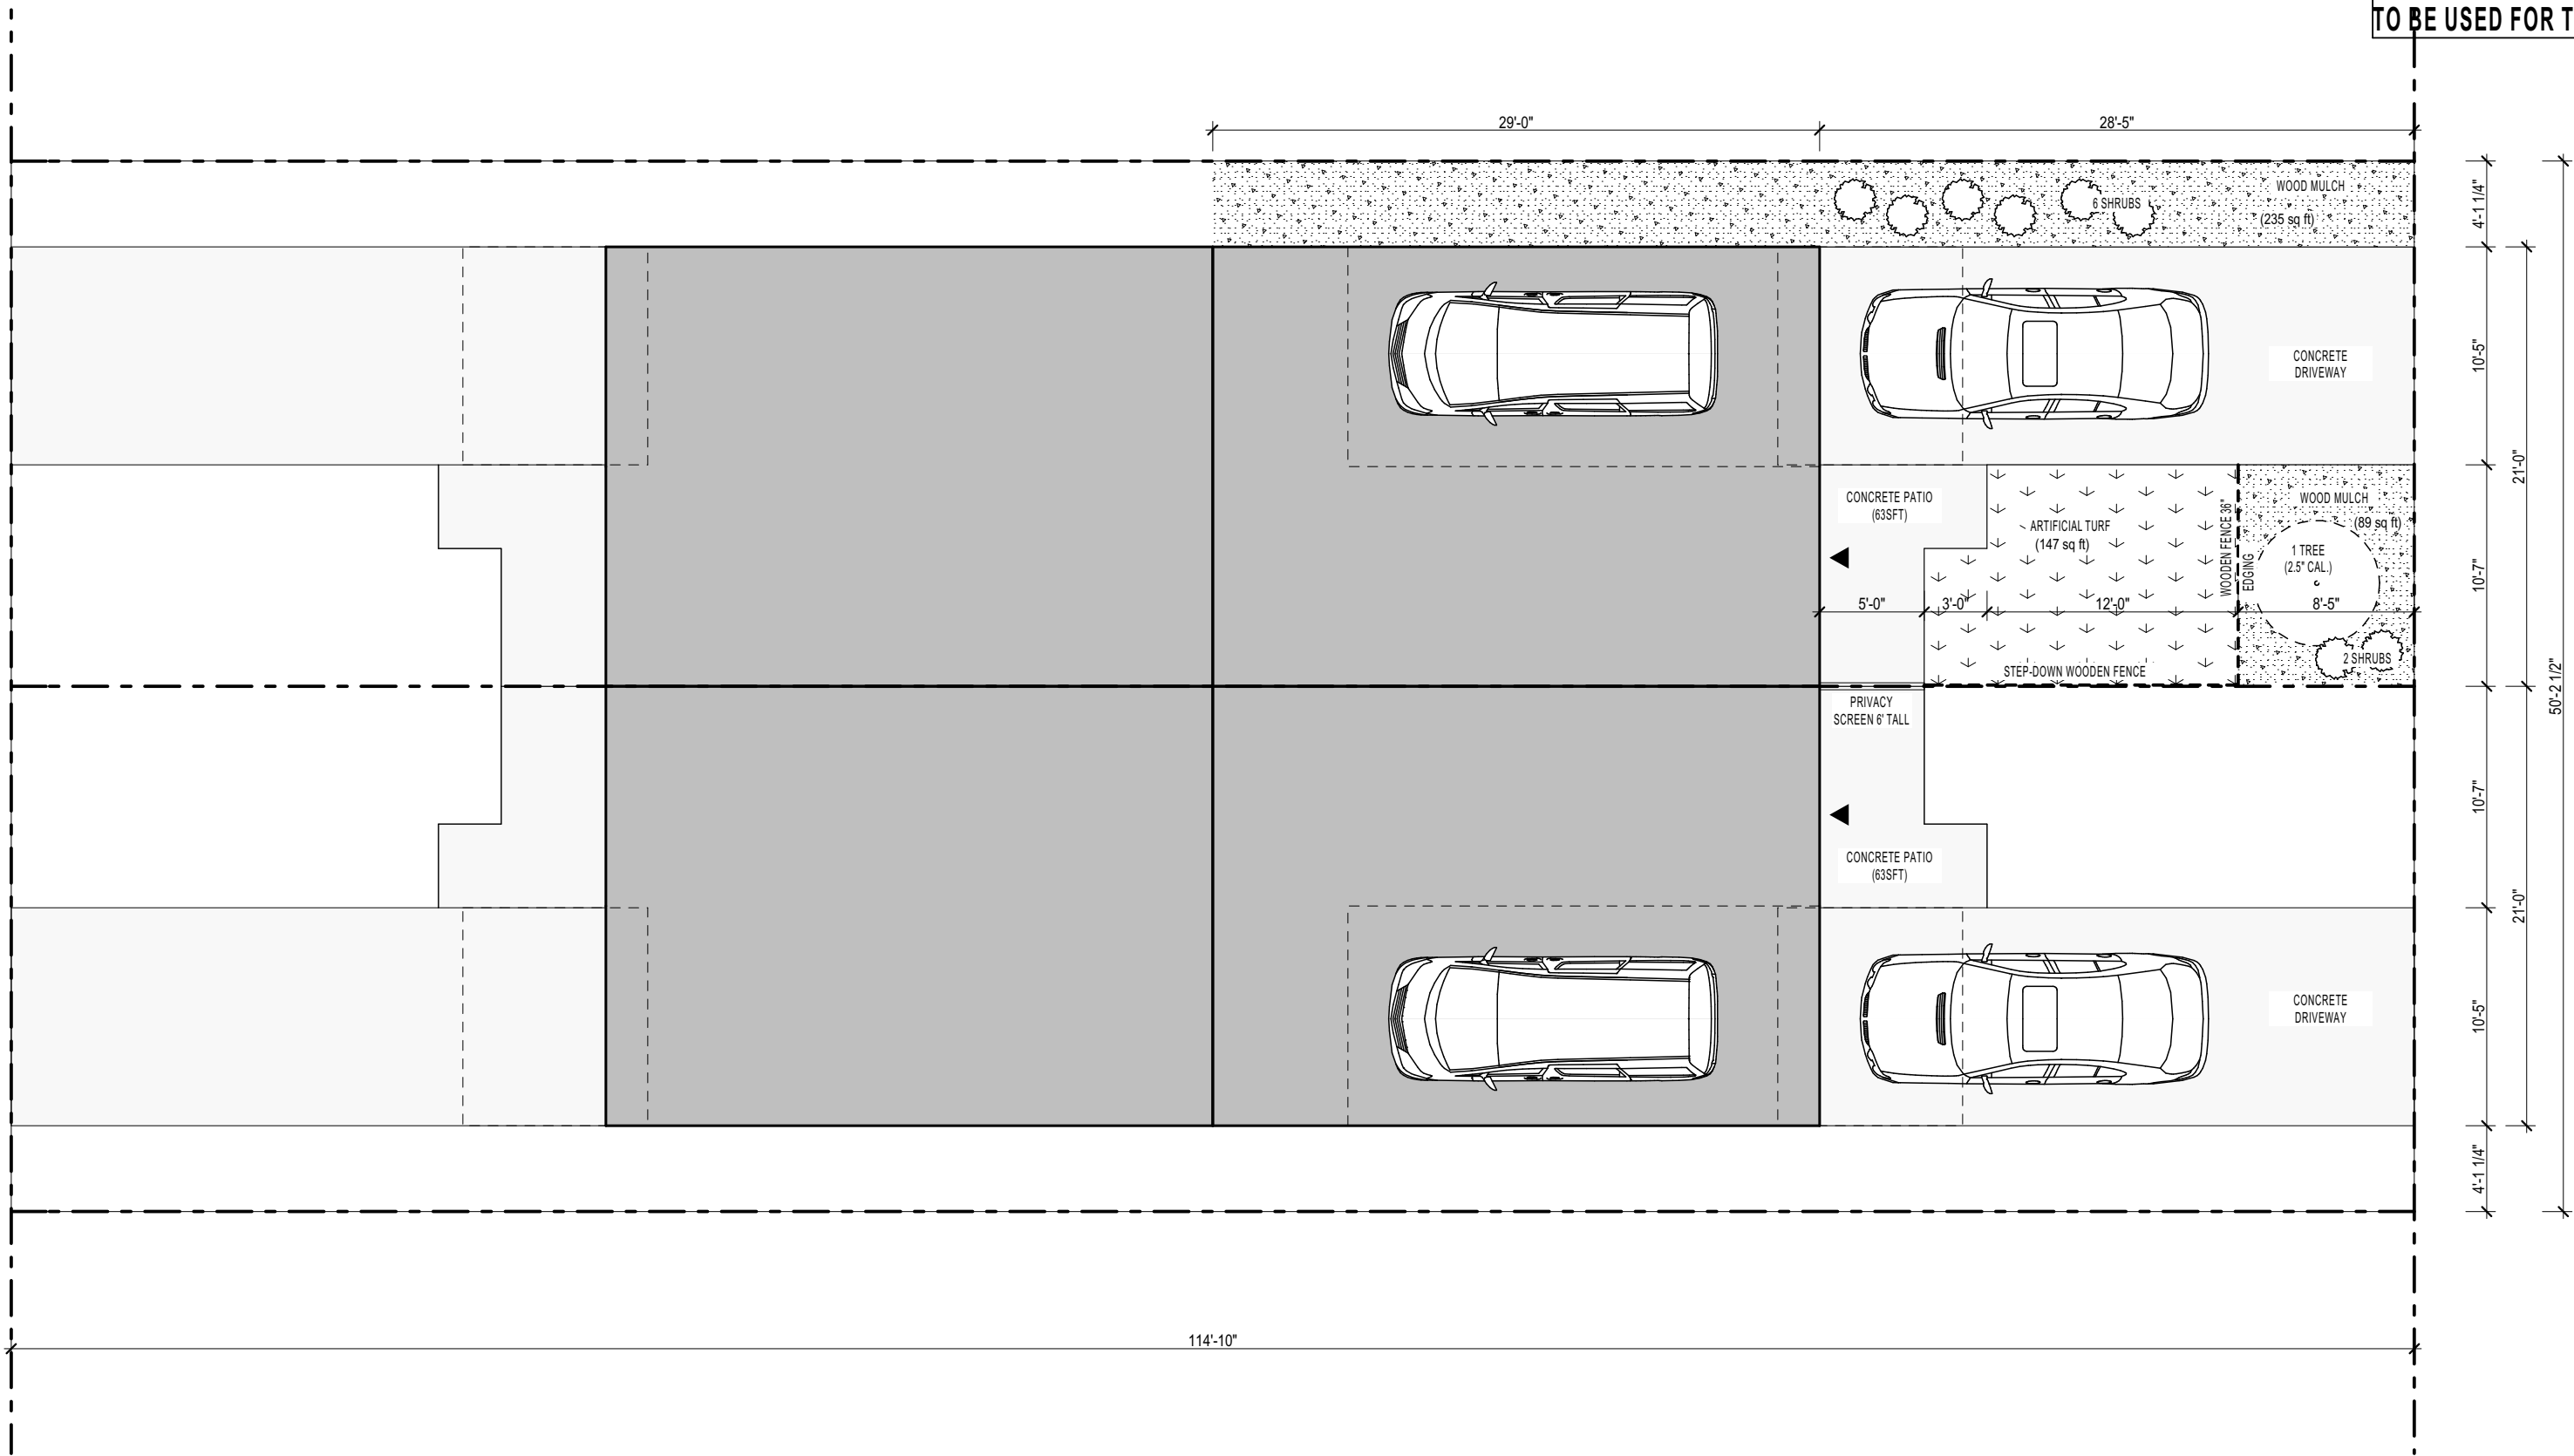 TO BE USED FOR T
29'-0"
28'-5"
WOOD MULCH
(235 sq ft)
6 SHRUBS
4'-1 1/4"
CONCRETE
DRIVEWAY
10'-5"
21'-0"
CONCRETE PATIO
(63SFT)
ARTIFICIAL TURF
(147 sq ft)
WOODEN FENCE 36"
EDGING
WOOD MULCH
(89 sq ft)
1 TREE
(2.5" CAL.)
10'-7"
5'-0"
3'-0"
12'-0"
8'-5"
2 SHRUBS
STEP-DOWN WOODEN FENCE
50'-2 1/2"
PRIVACY
SCREEN 6' TALL
10'-7"
CONCRETE PATIO
(63SFT)
21'-0"
CONCRETE
DRIVEWAY
10'-5"
4'-1 1/4"
114'-10"